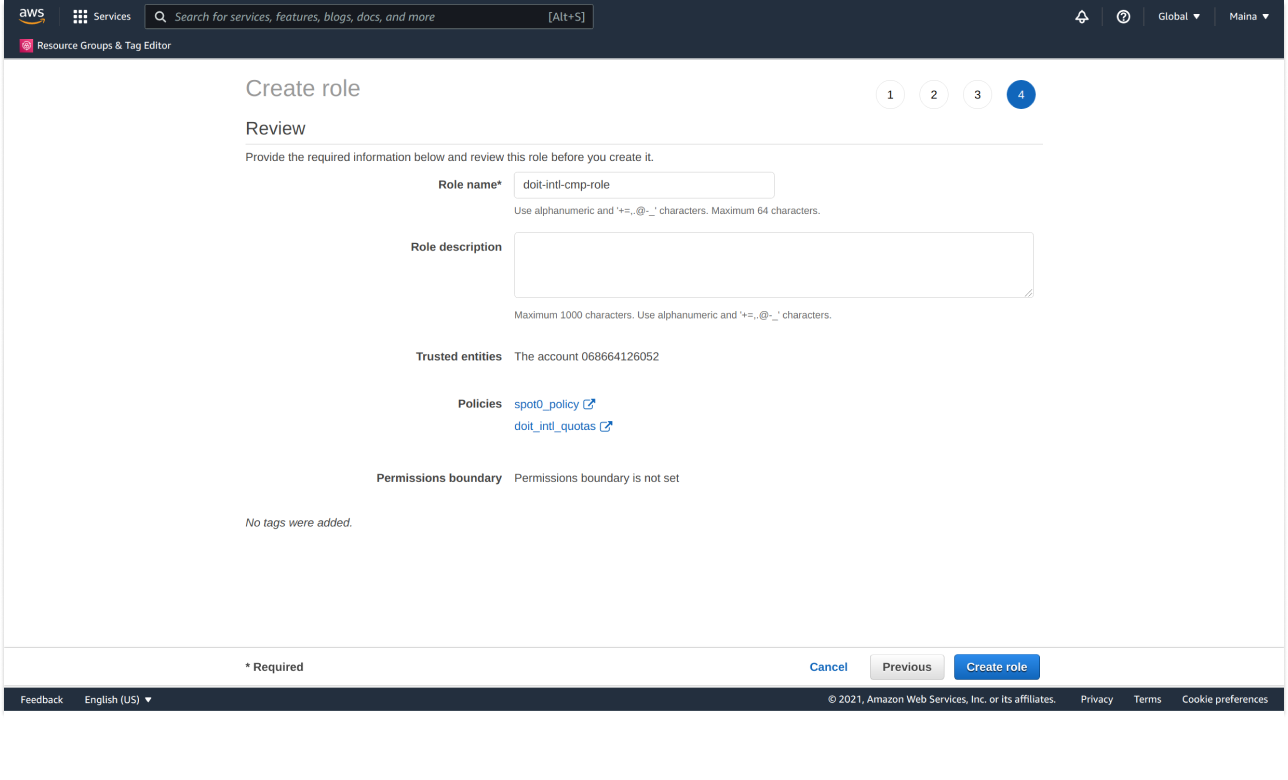 aws Services Search for services, features, blogs, docs, and more [Alt+S] Global ▼ Maina ▼
Resource Groups & Tag Editor
Create role 1 2 3 4
Review
Provide the required information below and review this role before you create it.
Role name* doit-intl-cmp-role
Use alphanumeric and '+=,.@-_' characters. Maximum 64 characters.
Role description
Maximum 1000 characters. Use alphanumeric and '+=,.@-_' characters.
Trusted entities The account 068664126052
Policies spot0_policy
doit_intl_quotas
Permissions boundary Permissions boundary is not set
No tags were added.
* Required Cancel Previous Create role
Feedback English (US) ▼ © 2021, Amazon Web Services, Inc. or its affiliates. Privacy Terms Cookie preferences